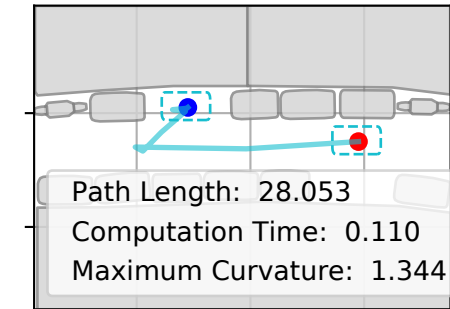 Path Length:  28.053
Computation Time:  0.110
Maximum Curvature:  1.344